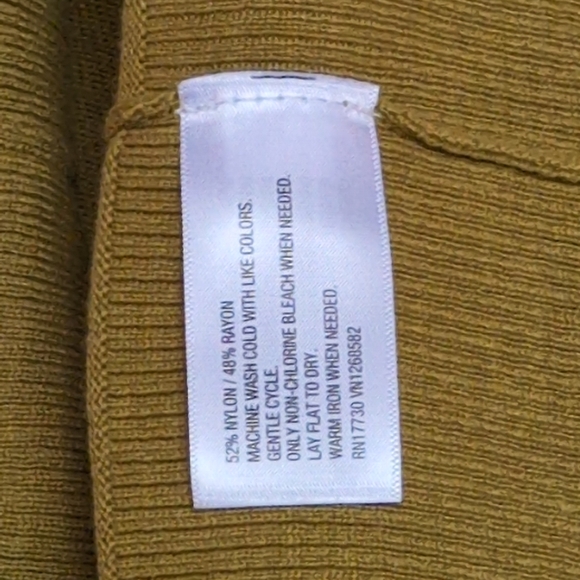 52% NYLON / 48% RAYON
MACHINE WASH COLD WITH LIKE COLORS.
GENTLE CYCLE.
ONLY NON-CHLORINE BLEACH WHEN NEEDED.
LAY FLAT TO DRY.
WARM IRON WHEN NEEDED.
RN17730 VN1268582